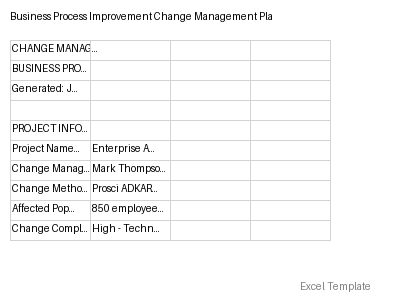 Business Process Improvement Change Management Pla
CHANGE MANAG...
BUSINESS PRO...
Generated: J...
PROJECT INFO...
Project Name... Enterprise A...
Change Manag... Mark Thompso...
Change Metho... Prosci ADKAR...
Affected Pop... 850 employee...
Change Compl... High - Techn...
Excel Template